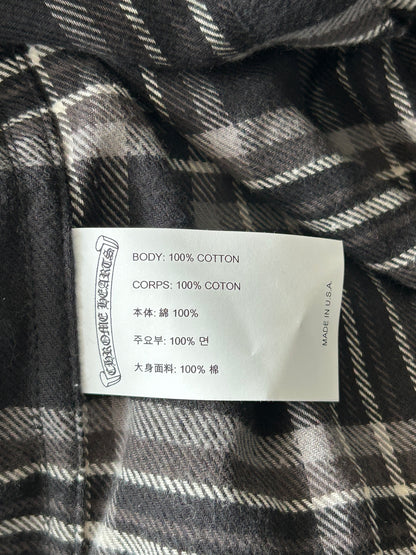 CHROME HEARTS
BODY: 100% COTTON
CORPS: 100% COTON
本体: 綿 100%
주요부: 100% 면
大身面料: 100% 棉
MADE IN U.S.A.